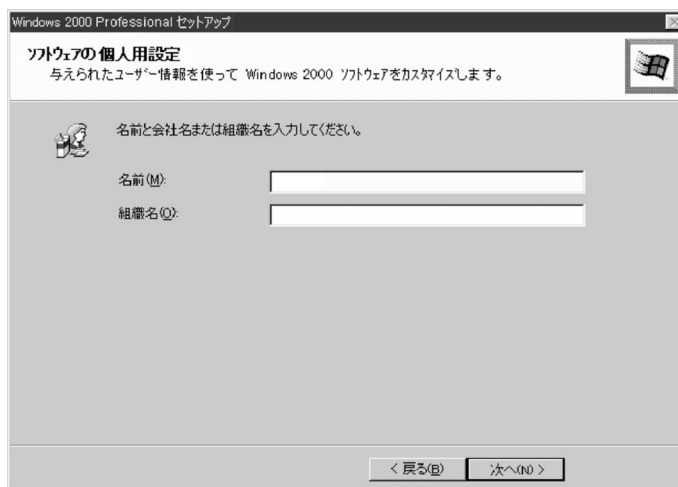 Windows 2000 Professional セットアップ
ソフトウェアの個人用設定
与えられたユーザー情報を使って Windows 2000 ソフトウェアをカスタマイズします。
名前と会社名または組織名を入力してください。
名前(M):
組織名(O):
< 戻る(B)
次へ(N) >